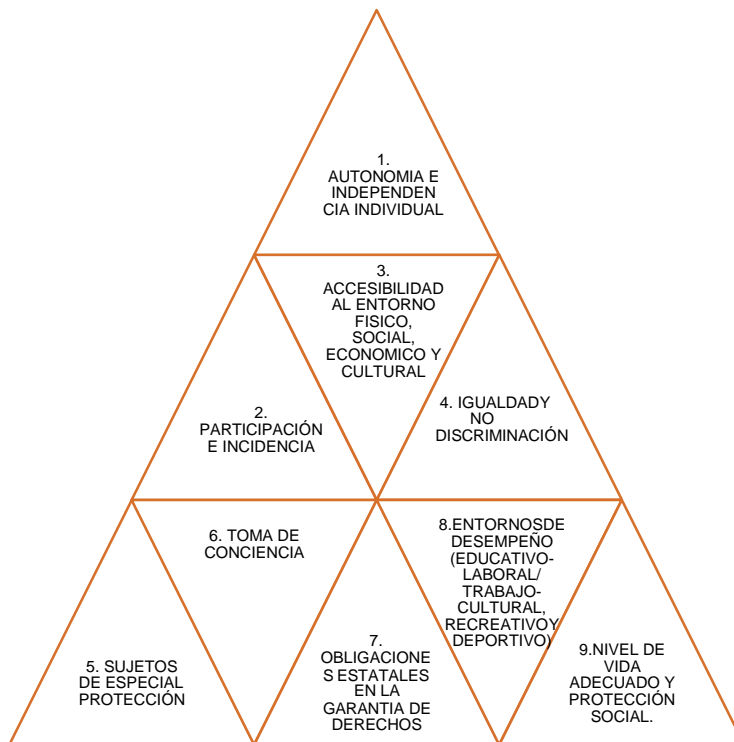 1.
AUTONOMIA E
INDEPENDEN
CIA INDIVIDUAL
2.
PARTICIPACIÓN
E INCIDENCIA
3.
ACCESIBILIDAD
AL ENTORNO
FISICO,
SOCIAL,
ECONOMICO Y
CULTURAL
4. IGUALDADY
NO
DISCRIMINACIÓN
5. SUJETOS
DE ESPECIAL
PROTECCIÓN
6. TOMA DE
CONCIENCIA
7.
OBLIGACIONE
S ESTATALES
EN LA
GARANTIA DE
DERECHOS
8.ENTORNOSDE
DESEMPEÑO
(EDUCATIVO-
LABORAL/
TRABAJO-
CULTURAL,
RECREATIVOY
DEPORTIVO)
9.NIVEL DE
VIDA
ADECUADO Y
PROTECCIÓN
SOCIAL.